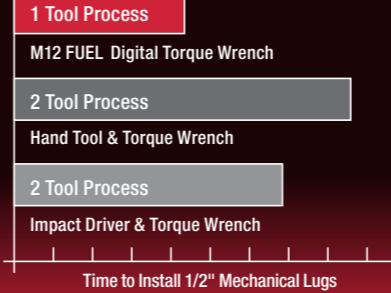 1 Tool Process
M12 FUEL Digital Torque Wrench
2 Tool Process
Hand Tool & Torque Wrench
2 Tool Process
Impact Driver & Torque Wrench
Time to Install 1/2" Mechanical Lugs